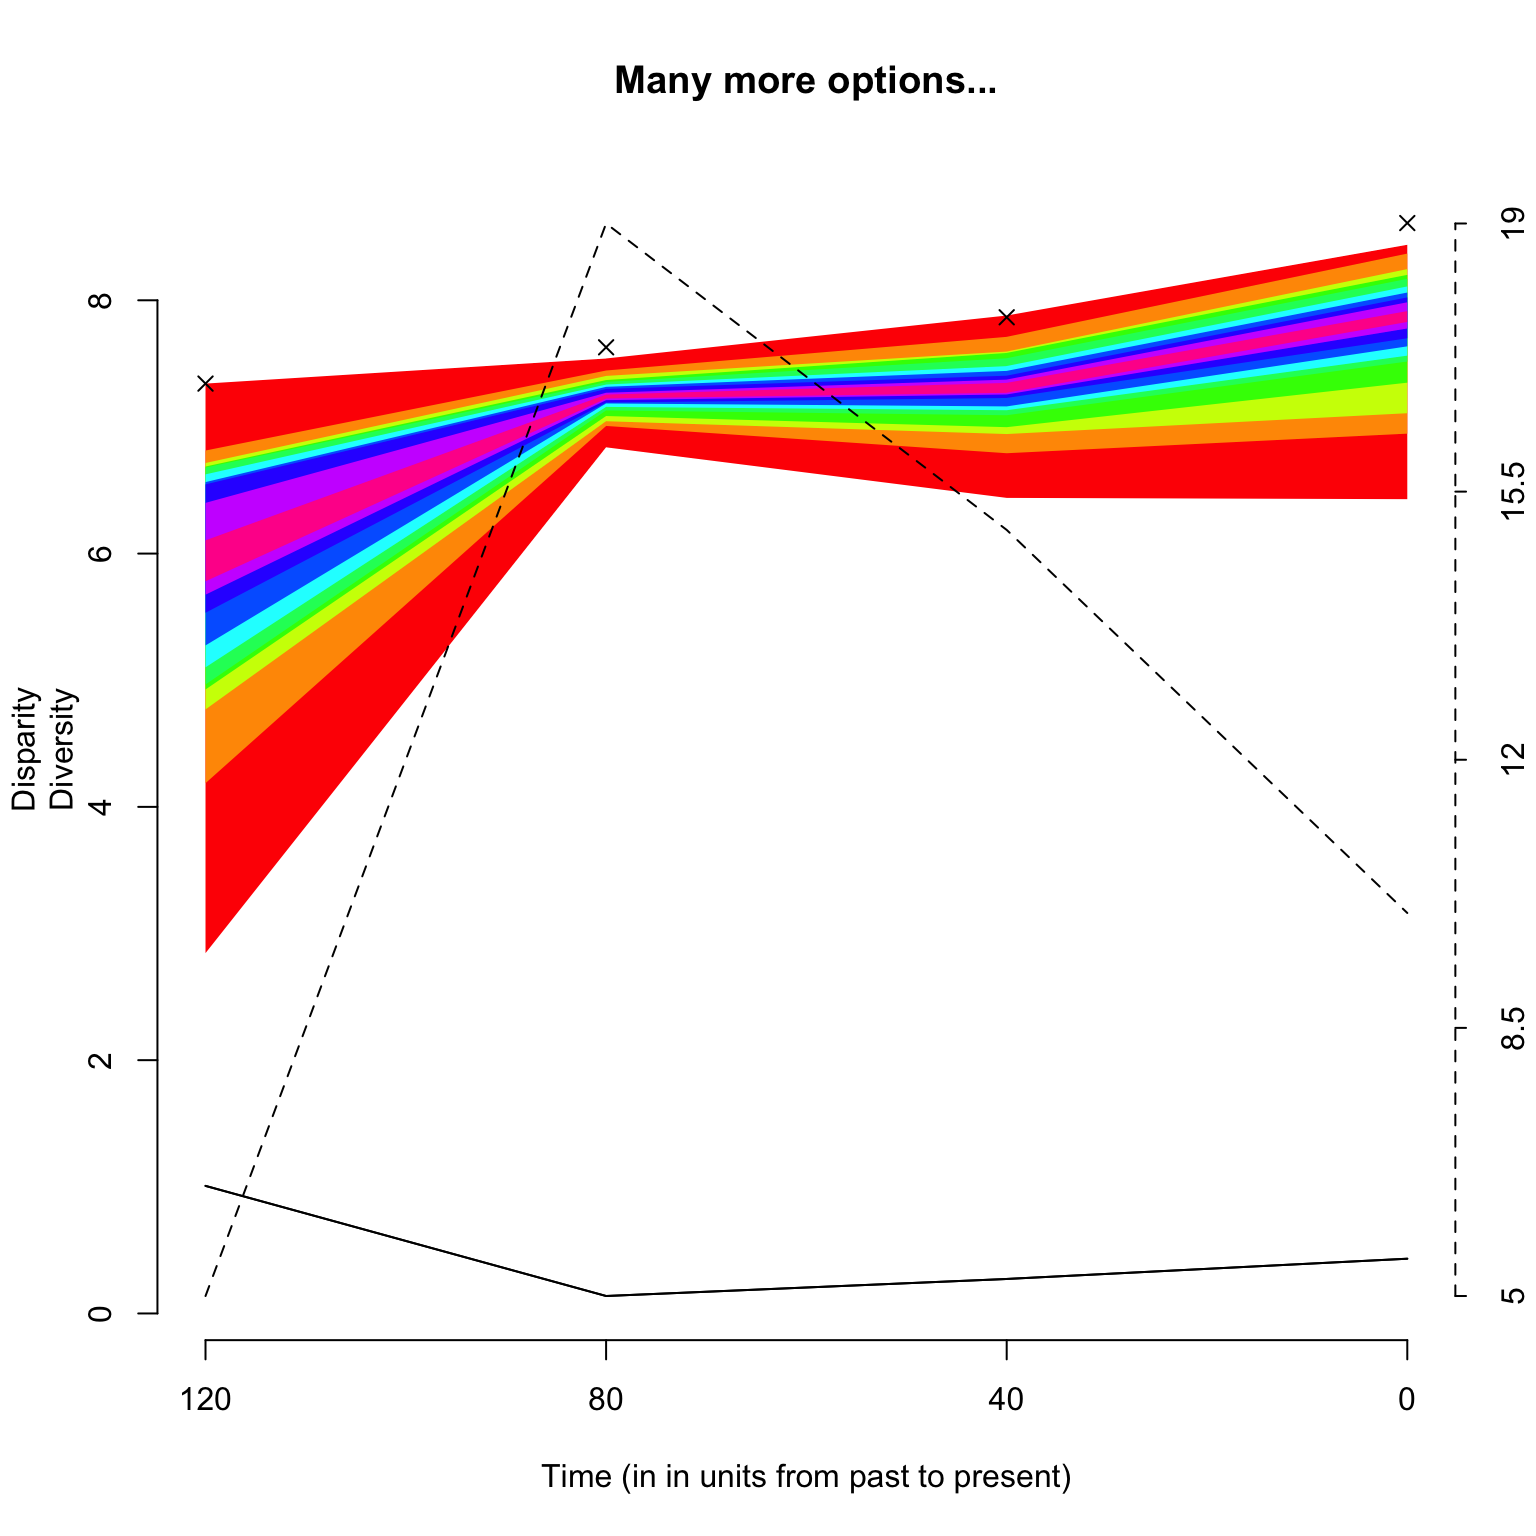 Many more options...
Disparity
Diversity
8
6
4
2
0
19
15.5
12
8.5
5
120 80 40 0
Time (in in units from past to present)